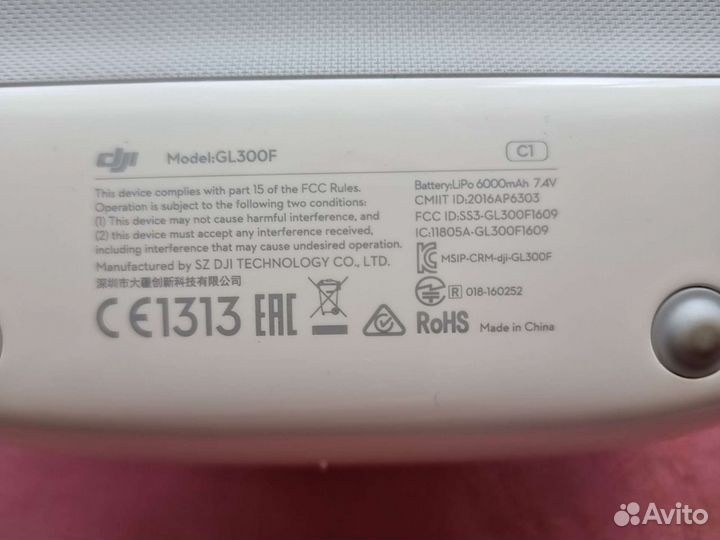 dji Model:GL300F C1
This device complies with part 15 of the FCC Rules.
Operation is subject to the following two conditions:
(1) This device may not cause harmful interference, and
(2) this device must accept any interference received,
including interference that may cause undesired operation.
Manufactured by SZ DJI TECHNOLOGY CO., LTD.
深圳市大疆创新科技有限公司
CE1313 EAC RoHS Made in China
Battery:LiPo 6000mAh 7.4V
CMIIT ID:2016AP6303
FCC ID:SS3-GL300F1609
IC:11805A-GL300F1609
MSIP-CRM-dji-GL300F
R 018-160252
Avito